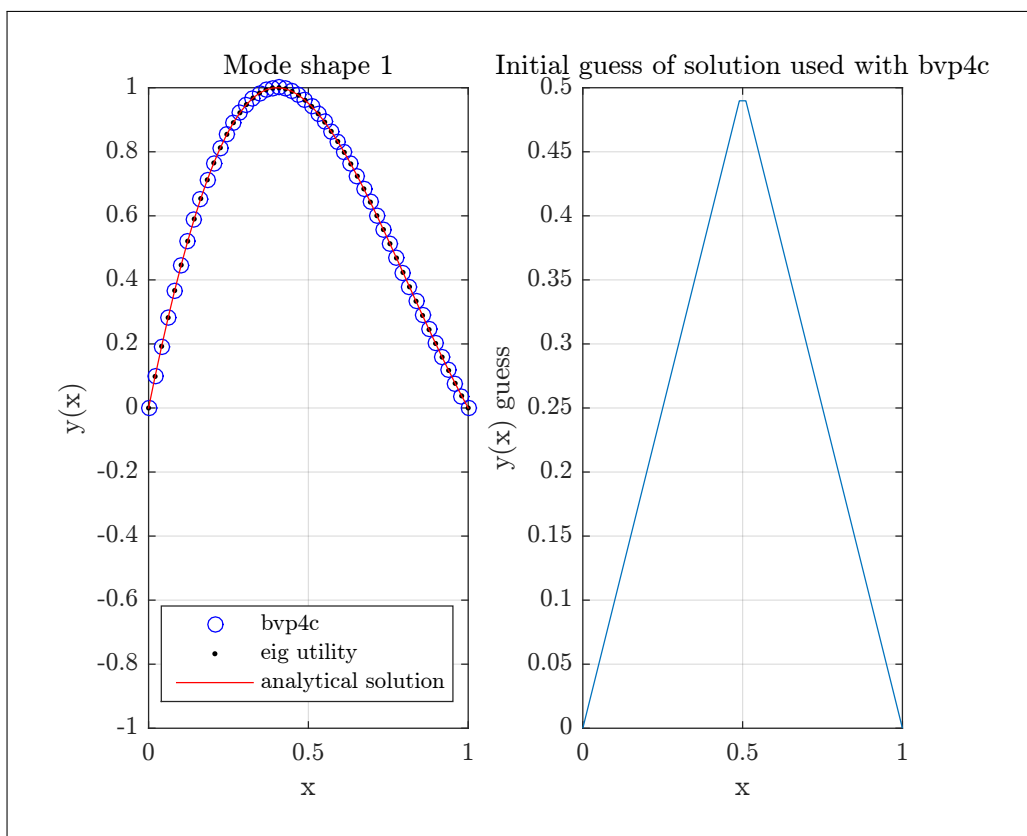 Mode shape 1
1
0.8
0.6
0.4
0.2
0
-0.2
-0.4
-0.6
-0.8
-1
y(x)
bvp4c
eig utility
analytical solution
0 0.5 1
x
Initial guess of solution used with bvp4c
0.5
0.45
0.4
0.35
0.3
0.25
0.2
0.15
0.1
0.05
0
y(x) guess
0 0.5 1
x